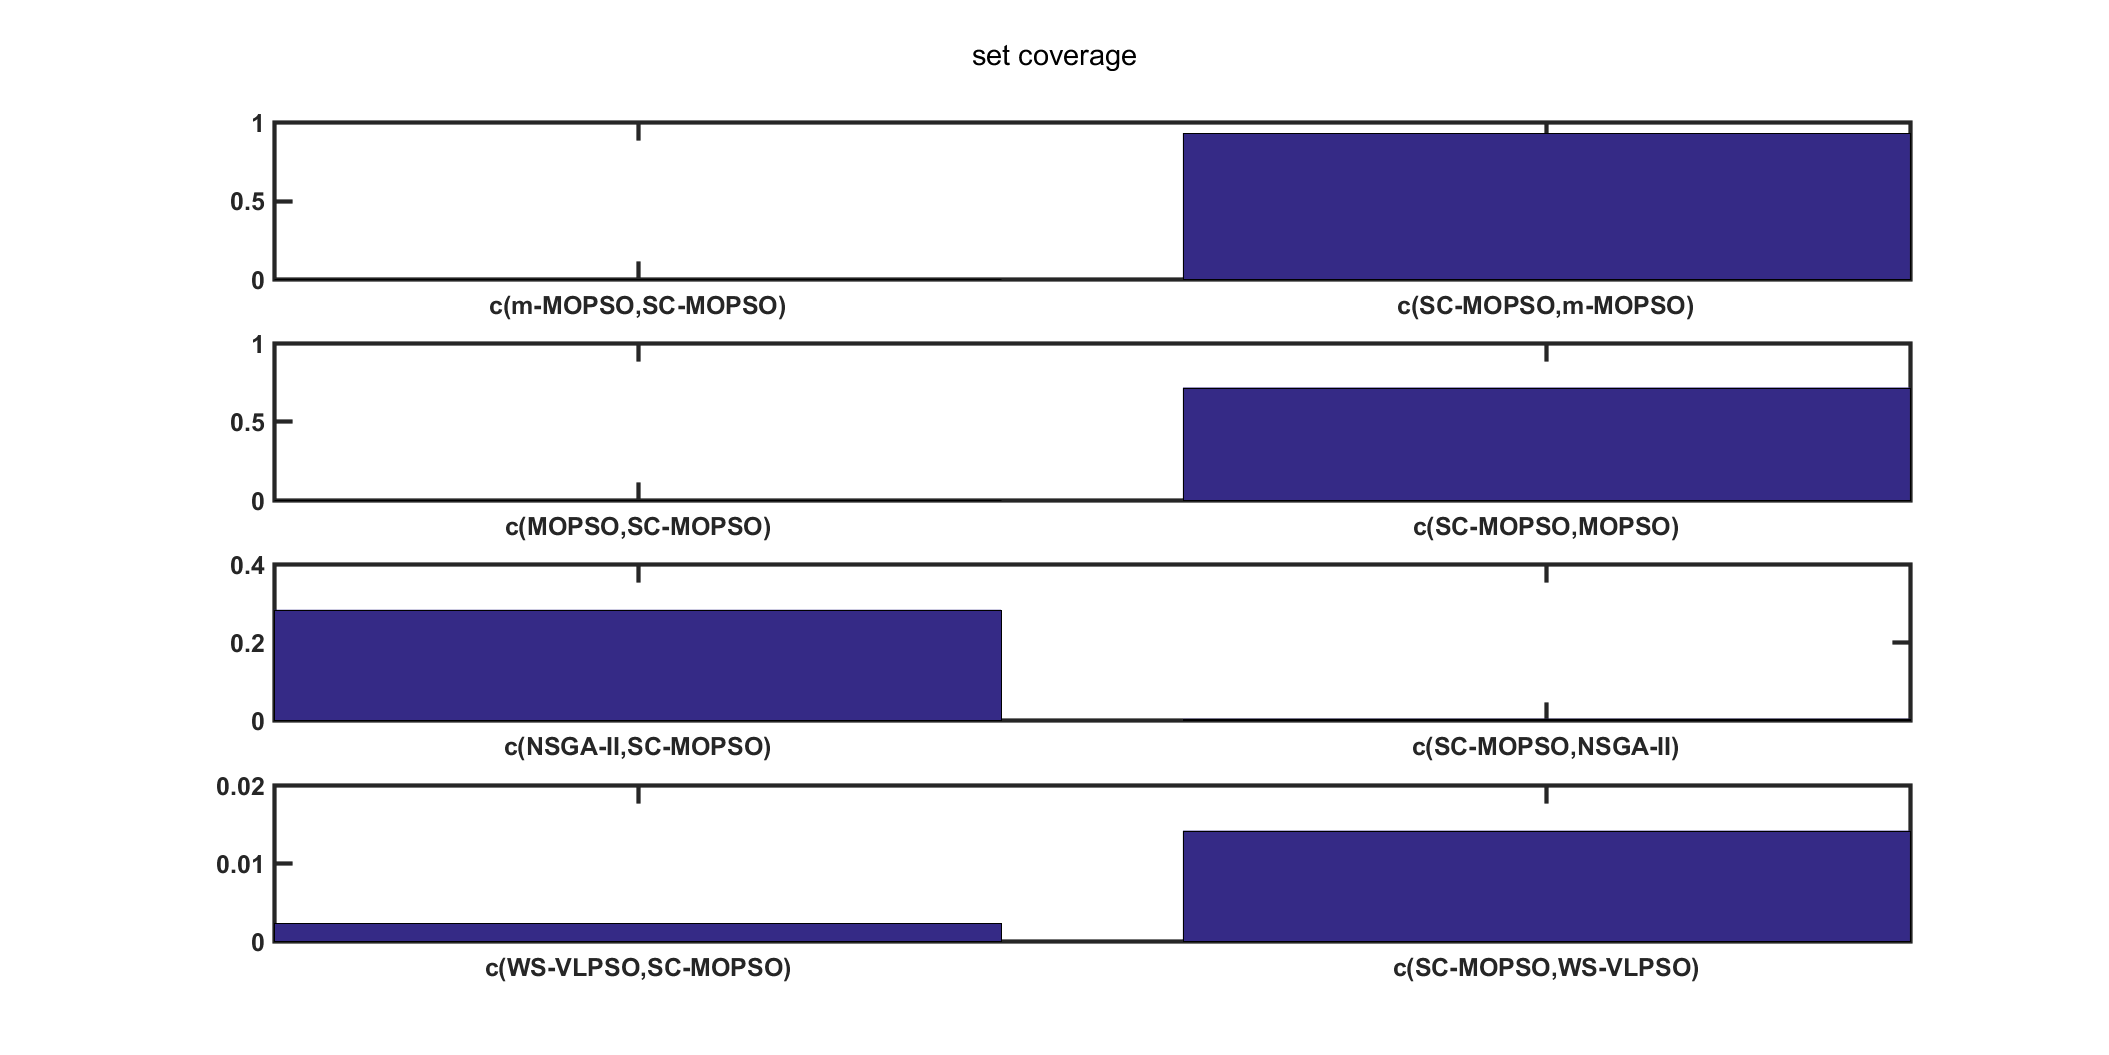 set coverage
1
0.5
0
c(m-MOPSO,SC-MOPSO) c(SC-MOPSO,m-MOPSO)
1
0.5
0
c(MOPSO,SC-MOPSO) c(SC-MOPSO,MOPSO)
0.4
0.2
0
c(NSGA-II,SC-MOPSO) c(SC-MOPSO,NSGA-II)
0.02
0.01
0
c(WS-VLPSO,SC-MOPSO) c(SC-MOPSO,WS-VLPSO)